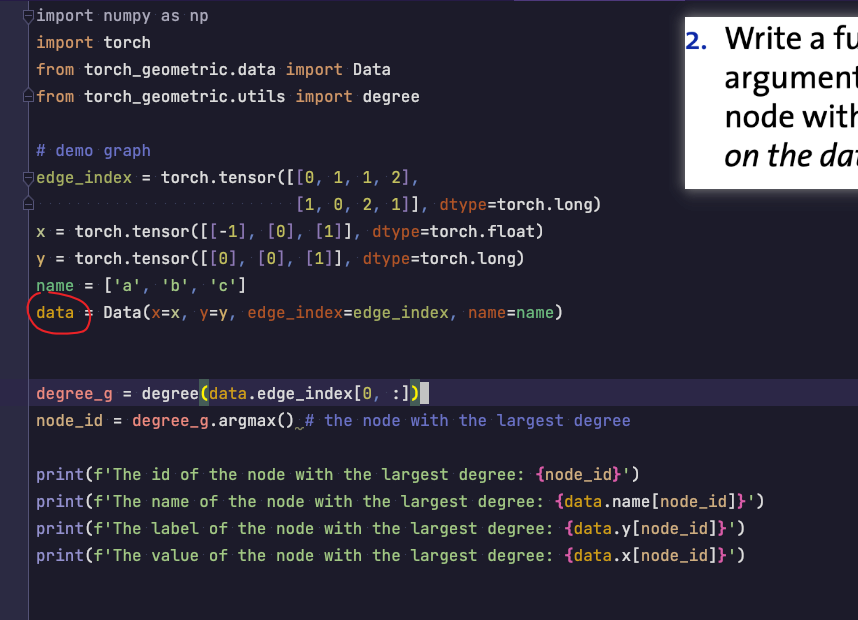 import numpy as np
import torch
from torch_geometric.data import Data
from torch_geometric.utils import degree
# demo graph
edge_index = torch.tensor([[0, 1, 1, 2],
[1, 0, 2, 1]], dtype=torch.long)
x = torch.tensor([[-1], [0], [1]], dtype=torch.float)
y = torch.tensor([[0], [0], [1]], dtype=torch.long)
name = ['a', 'b', 'c']
data = Data(x=x, y=y, edge_index=edge_index, name=name)
degree_g = degree(data.edge_index[0, :])
node_id = degree_g.argmax() # the node with the largest degree
print(f'The id of the node with the largest degree: {node_id}')
print(f'The name of the node with the largest degree: {data.name[node_id]}')
print(f'The label of the node with the largest degree: {data.y[node_id]}')
print(f'The value of the node with the largest degree: {data.x[node_id]}')
2. Write a fu
argument
node with
on the dat